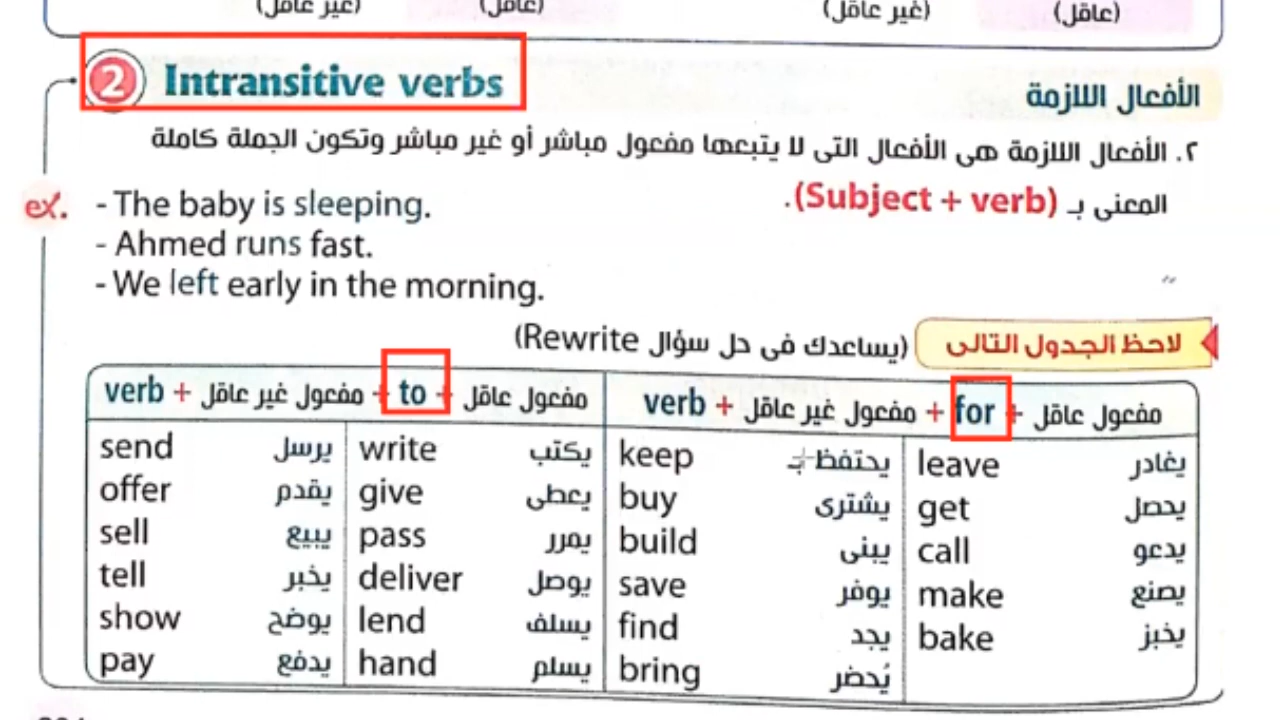 (عاقل) (غير عاقل) (عاقل) (غير عاقل)
2 Intransitive verbs الأفعال اللازمة
٢. الأفعال اللازمة هى الأفعال التى لا يتبعها مفعول مباشر أو غير مباشر وتكون الجملة كاملة
المعنى بـ (Subject + verb).
ex. - The baby is sleeping.
- Ahmed runs fast.
- We left early in the morning.
لاحظ الجدول التالى (يساعدك فى حل سؤال Rewrite)
verb + مفعول غير عاقل + to + مفعول عاقل verb + مفعول غير عاقل + for + مفعول عاقل
send يرسل write يكتب keep يحتفظ بـ leave يغادر
offer يقدم give يعطى buy يشترى get يحصل
sell يبيع pass يمرر build يبنى call يدعو
tell يخبر deliver يوصل save يوفر make يصنع
show يوضح lend يسلف find يجد bake يخبز
pay يدفع hand يسلم bring يُحضر